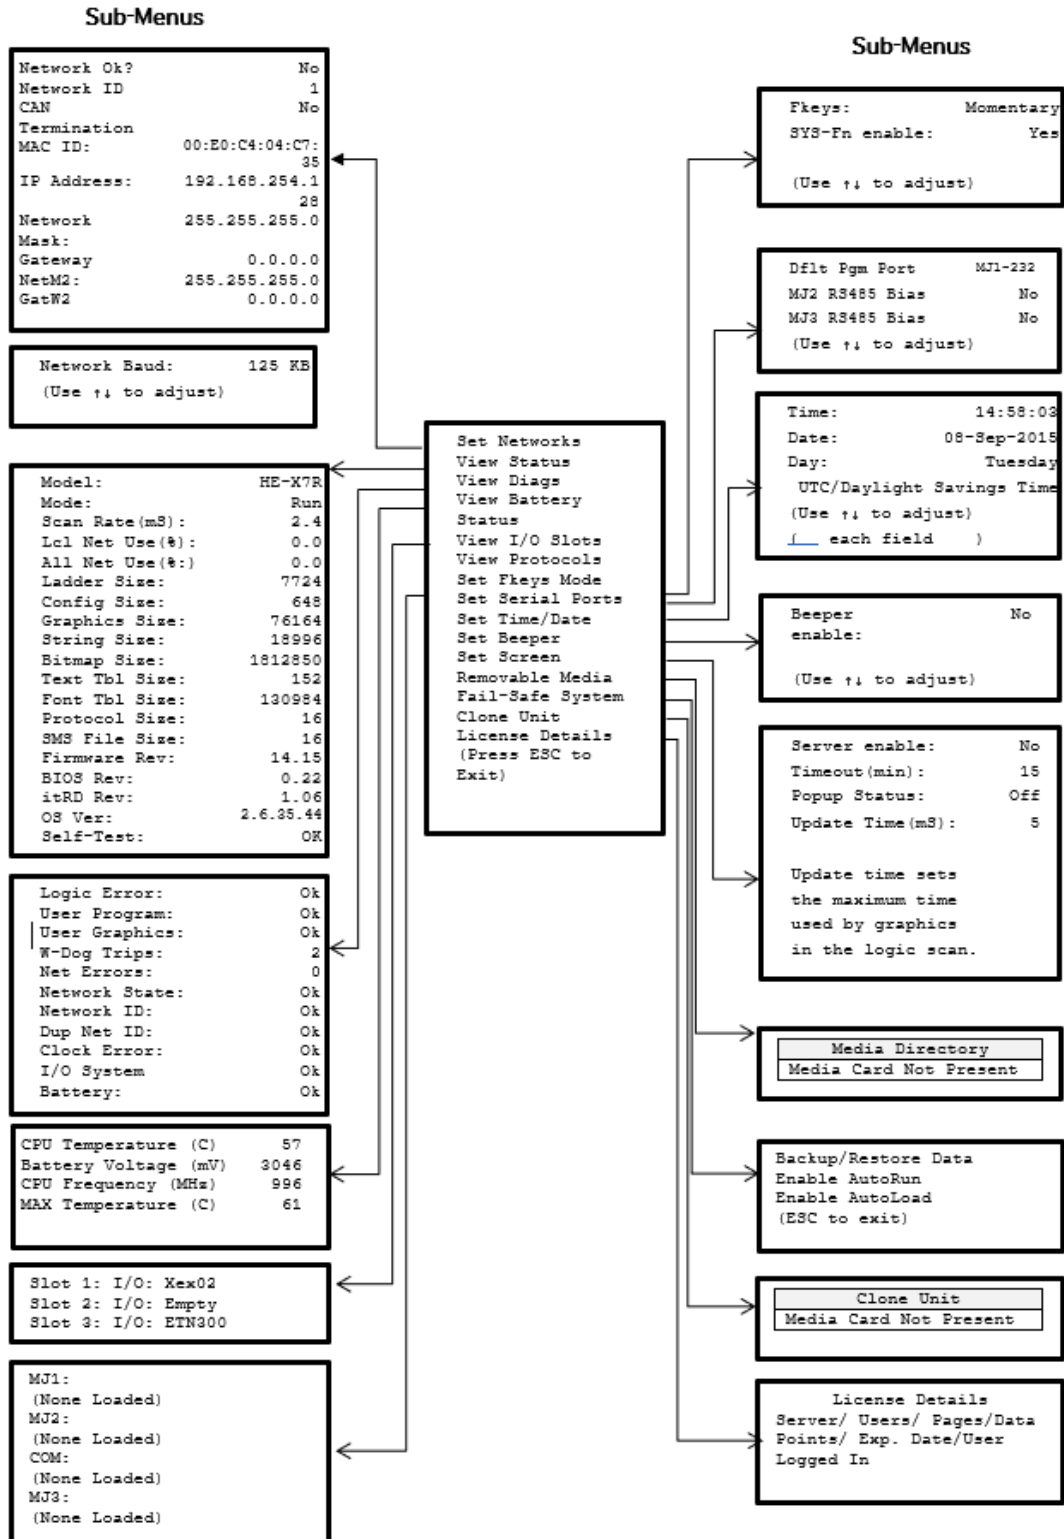 Sub-Menus
Network Ok? No
Network ID 1
CAN No
Termination
MAC ID: 00:E0:C4:04:C7:
35
IP Address: 192.168.254.1
28
Network 255.255.255.0
Mask:
Gateway 0.0.0.0
NetM2: 255.255.255.0
GatW2 0.0.0.0
Network Baud: 125 KB
(Use ↑↓ to adjust)
Model: HE-X7R
Mode: Run
Scan Rate(mS): 2.4
Lcl Net Use(%): 0.0
All Net Use(%:) 0.0
Ladder Size: 7724
Config Size: 648
Graphics Size: 76164
String Size: 18996
Bitmap Size: 1812850
Text Tbl Size: 152
Font Tbl Size: 130984
Protocol Size: 16
SMS File Size: 16
Firmware Rev: 14.15
BIOS Rev: 0.22
itRD Rev: 1.06
OS Ver: 2.6.35.44
Self-Test: OK
Logic Error: Ok
User Program: Ok
User Graphics: Ok
W-Dog Trips: 2
Net Errors: 0
Network State: Ok
Network ID: Ok
Dup Net ID: Ok
Clock Error: Ok
I/O System Ok
Battery: Ok
CPU Temperature (C) 57
Battery Voltage (mV) 3046
CPU Frequency (MHz) 996
MAX Temperature (C) 61
Slot 1: I/O: Xex02
Slot 2: I/O: Empty
Slot 3: I/O: ETN300
MJ1:
(None Loaded)
MJ2:
(None Loaded)
COM:
(None Loaded)
MJ3:
(None Loaded)
Set Networks
View Status
View Diags
View Battery
Status
View I/O Slots
View Protocols
Set Fkeys Mode
Set Serial Ports
Set Time/Date
Set Beeper
Set Screen
Removable Media
Fail-Safe System
Clone Unit
License Details
(Press ESC to
Exit)
Sub-Menus
Fkeys: Momentary
SYS-Fn enable: Yes
(Use ↑↓ to adjust)
Dflt Pgm Port MJ1-232
MJ2 RS485 Bias No
MJ3 RS485 Bias No
(Use ↑↓ to adjust)
Time: 14:58:03
Date: 08-Sep-2015
Day: Tuesday
UTC/Daylight Savings Time
(Use ↑↓ to adjust)
(__ each field )
Beeper No
enable:
(Use ↑↓ to adjust)
Server enable: No
Timeout(min): 15
Popup Status: Off
Update Time(mS): 5
Update time sets
the maximum time
used by graphics
in the logic scan.
Media Directory
Media Card Not Present
Backup/Restore Data
Enable AutoRun
Enable AutoLoad
(ESC to exit)
Clone Unit
Media Card Not Present
License Details
Server/ Users/ Pages/Data
Points/ Exp. Date/User
Logged In